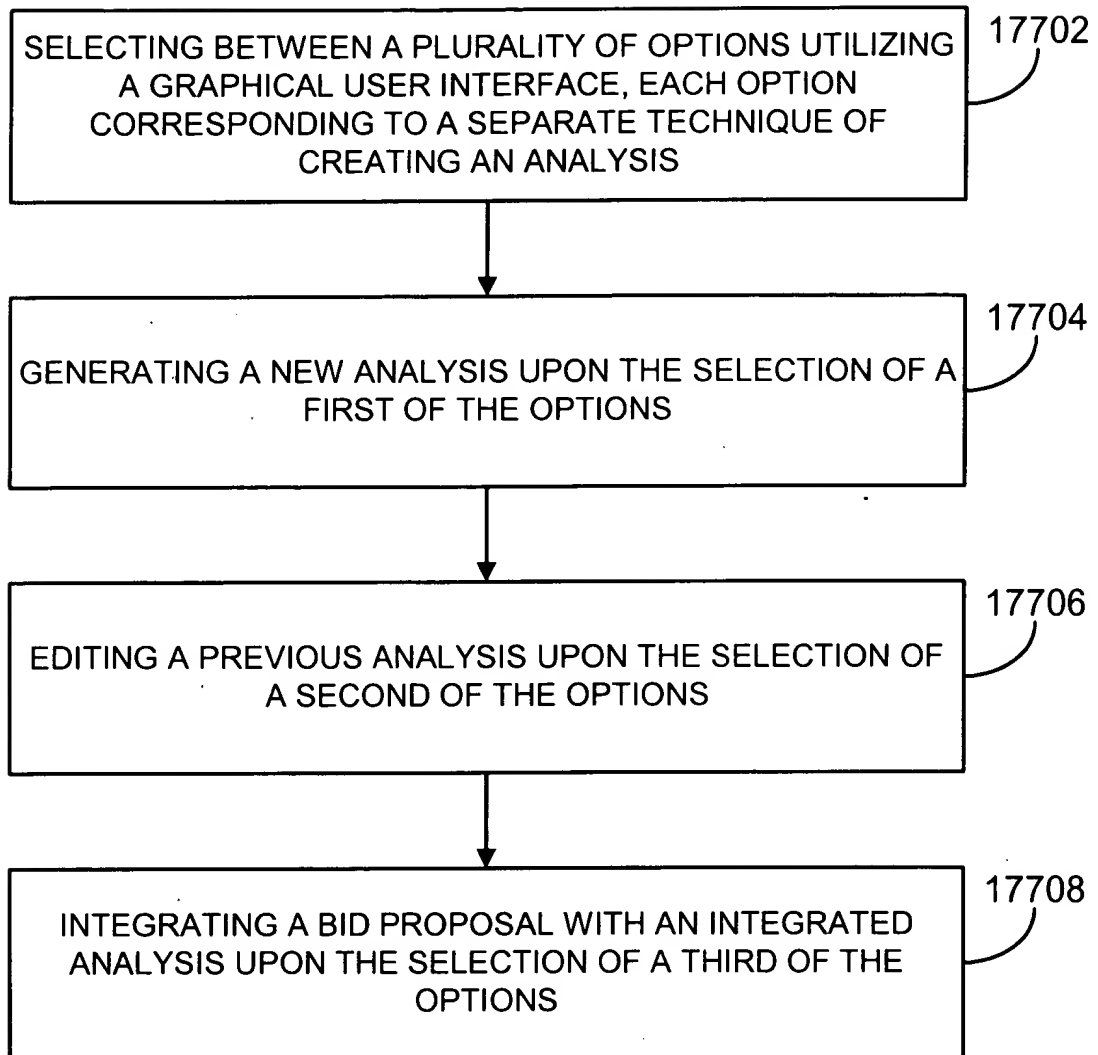 SELECTING BETWEEN A PLURALITY OF OPTIONS UTILIZING
A GRAPHICAL USER INTERFACE, EACH OPTION
CORRESPONDING TO A SEPARATE TECHNIQUE OF
CREATING AN ANALYSIS
17702
GENERATING A NEW ANALYSIS UPON THE SELECTION OF A
FIRST OF THE OPTIONS
17704
EDITING A PREVIOUS ANALYSIS UPON THE SELECTION OF
A SECOND OF THE OPTIONS
17706
INTEGRATING A BID PROPOSAL WITH AN INTEGRATED
ANALYSIS UPON THE SELECTION OF A THIRD OF THE
OPTIONS
17708